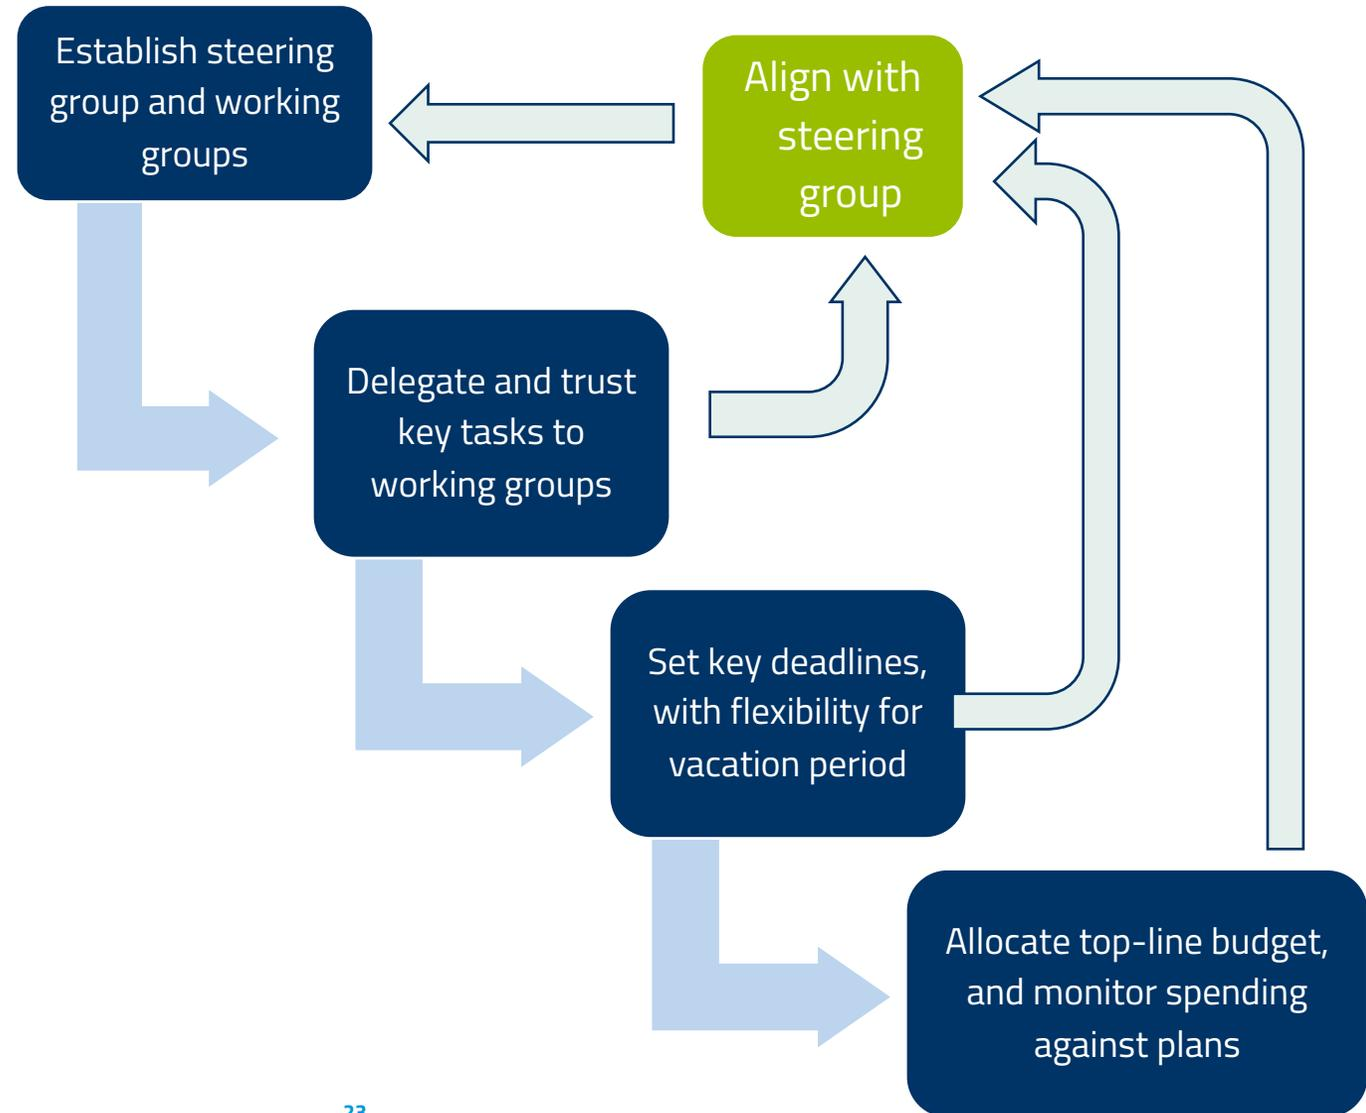 Establish steering
group and working
groups
Align with
steering
group
Delegate and trust
key tasks to
working groups
Set key deadlines,
with flexibility for
vacation period
Allocate top-line budget,
and monitor spending
against plans
23